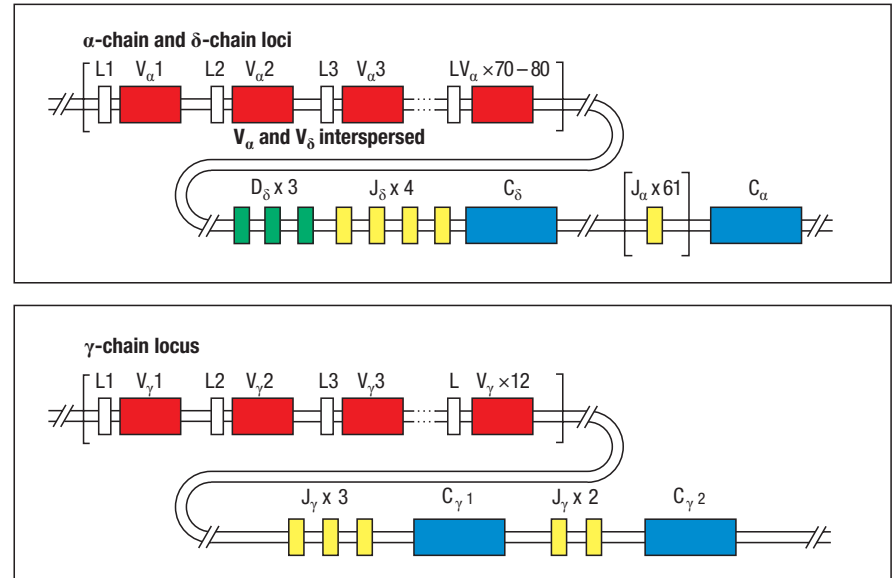 α-chain and δ-chain loci
L1 Vα1 L2 Vα2 L3 Vα3 LVα ×70–80
Vα and Vδ interspersed
Dδ x 3 Jδ x 4 Cδ Jα x 61 Cα
γ-chain locus
L1 Vγ1 L2 Vγ2 L3 Vγ3 L Vγ ×12
Jγ x 3 Cγ 1 Jγ x 2 Cγ 2